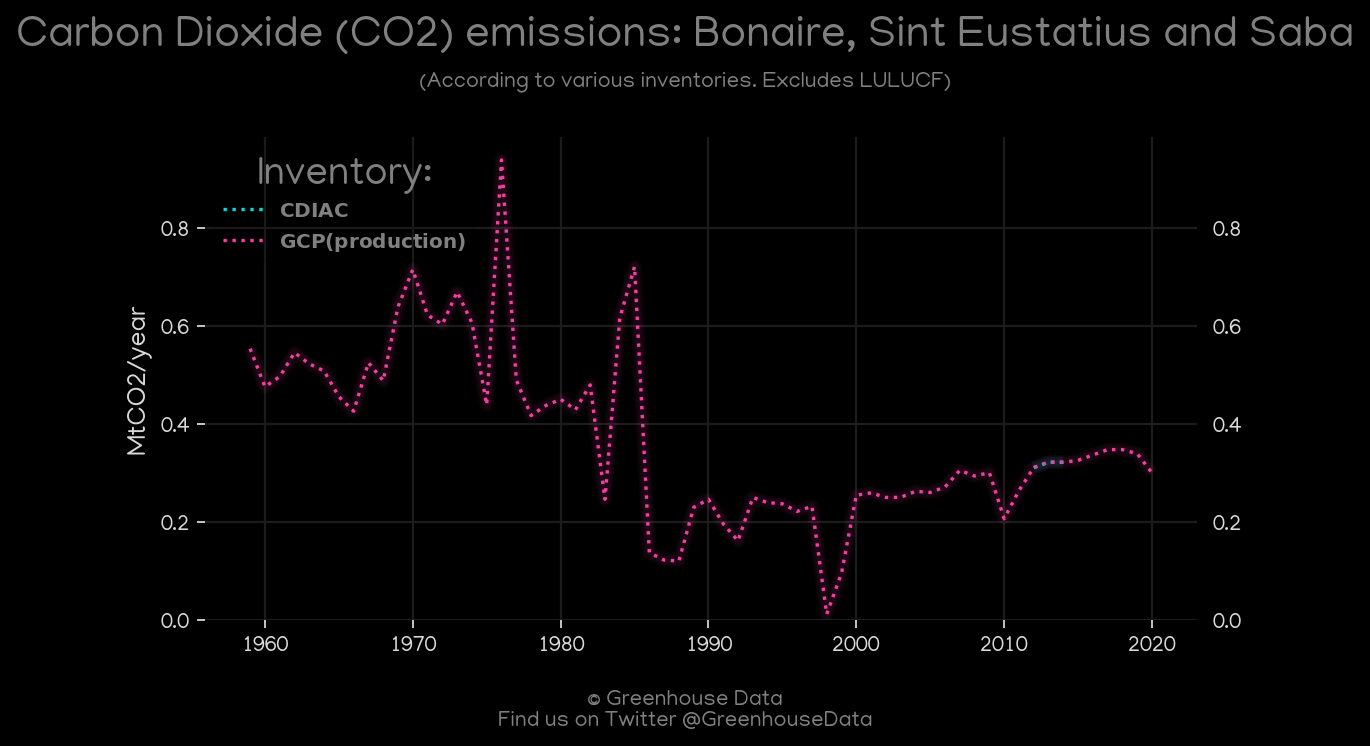 Carbon Dioxide (CO2) emissions: Bonaire, Sint Eustatius and Saba
(According to various inventories. Excludes LULUCF)
Inventory:
CDIAC
GCP(production)
MtCO2/year
0.8 0.8
0.6 0.6
0.4 0.4
0.2 0.2
0.0 0.0
1960 1970 1980 1990 2000 2010 2020
© Greenhouse Data
Find us on Twitter @GreenhouseData